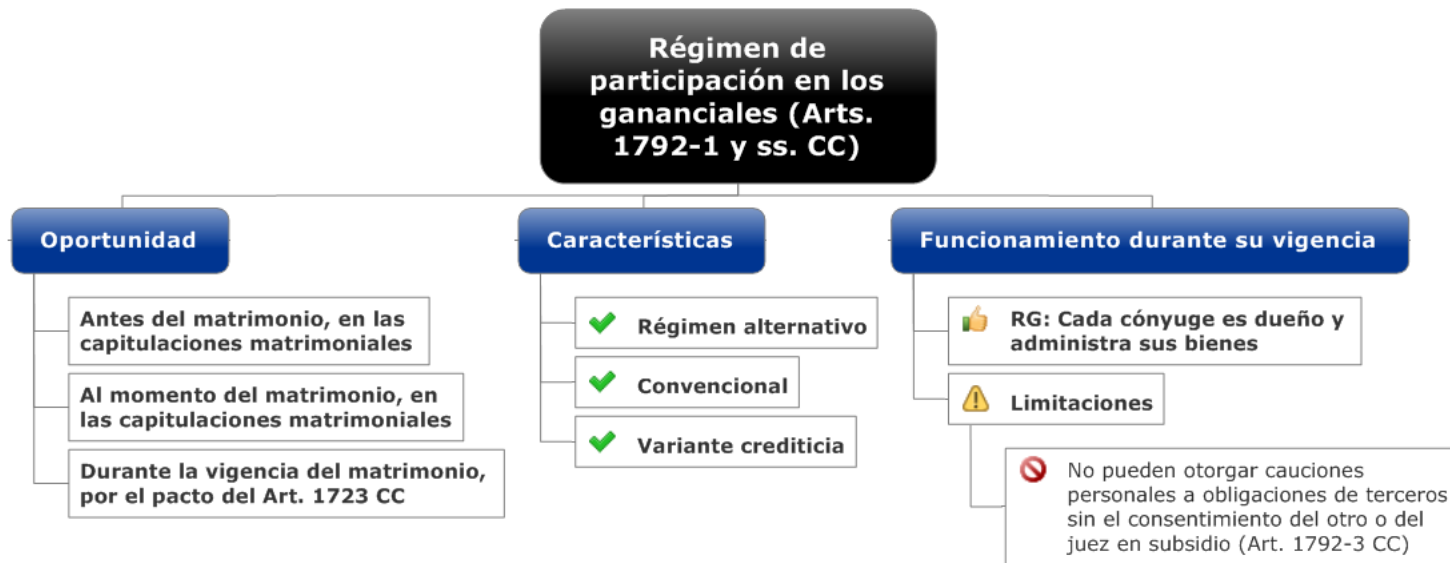 Régimen de
participación en los
gananciales (Arts.
1792-1 y ss. CC)
Oportunidad
Antes del matrimonio, en las
capitulaciones matrimoniales
Al momento del matrimonio, en
las capitulaciones matrimoniales
Durante la vigencia del matrimonio,
por el pacto del Art. 1723 CC
Características
Régimen alternativo
Convencional
Variante crediticia
Funcionamiento durante su vigencia
RG: Cada cónyuge es dueño y
administra sus bienes
Limitaciones
No pueden otorgar cauciones
personales a obligaciones de terceros
sin el consentimiento del otro o del
juez en subsidio (Art. 1792-3 CC)